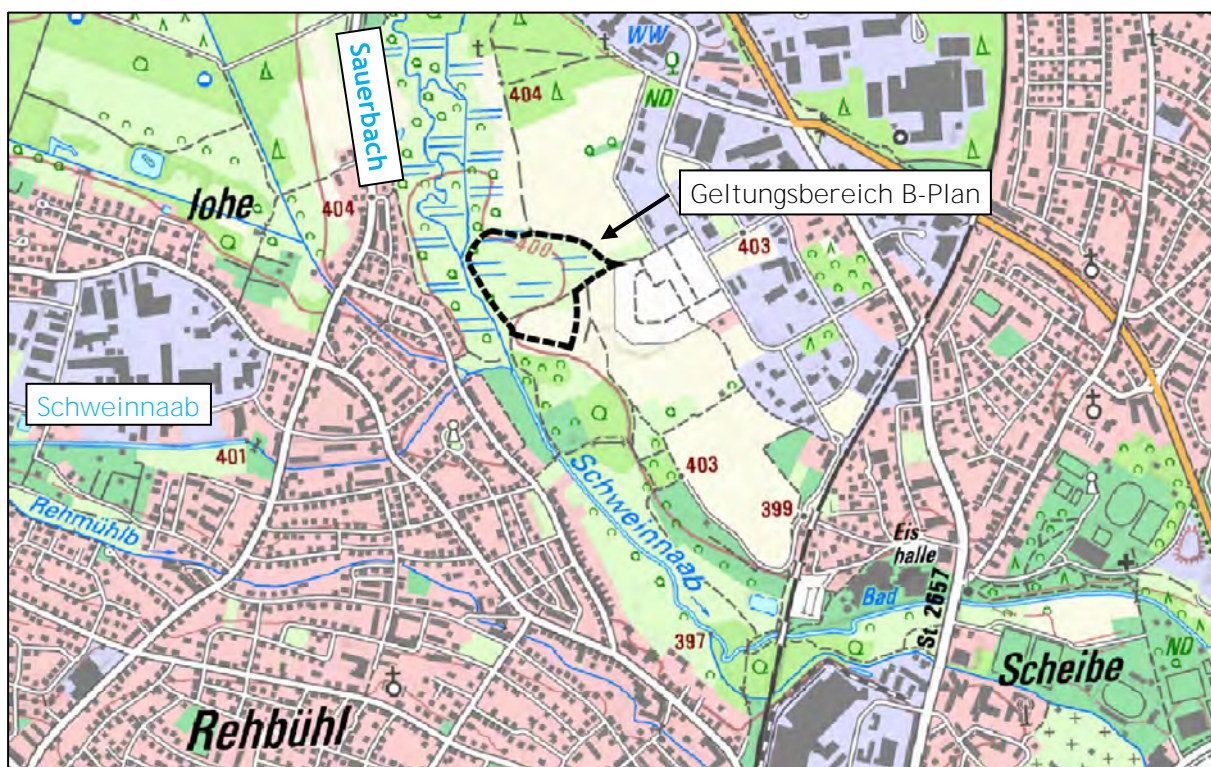 WW
ND
404
Sauerbach
Geltungsbereich B-Plan
Iohe
404
400
403
Schweinnaab
401
403
Rehmühlb
Schweinnaab
399
Eis
halle
Bad
St 2657
397
Scheibe
ND
Rehbühl